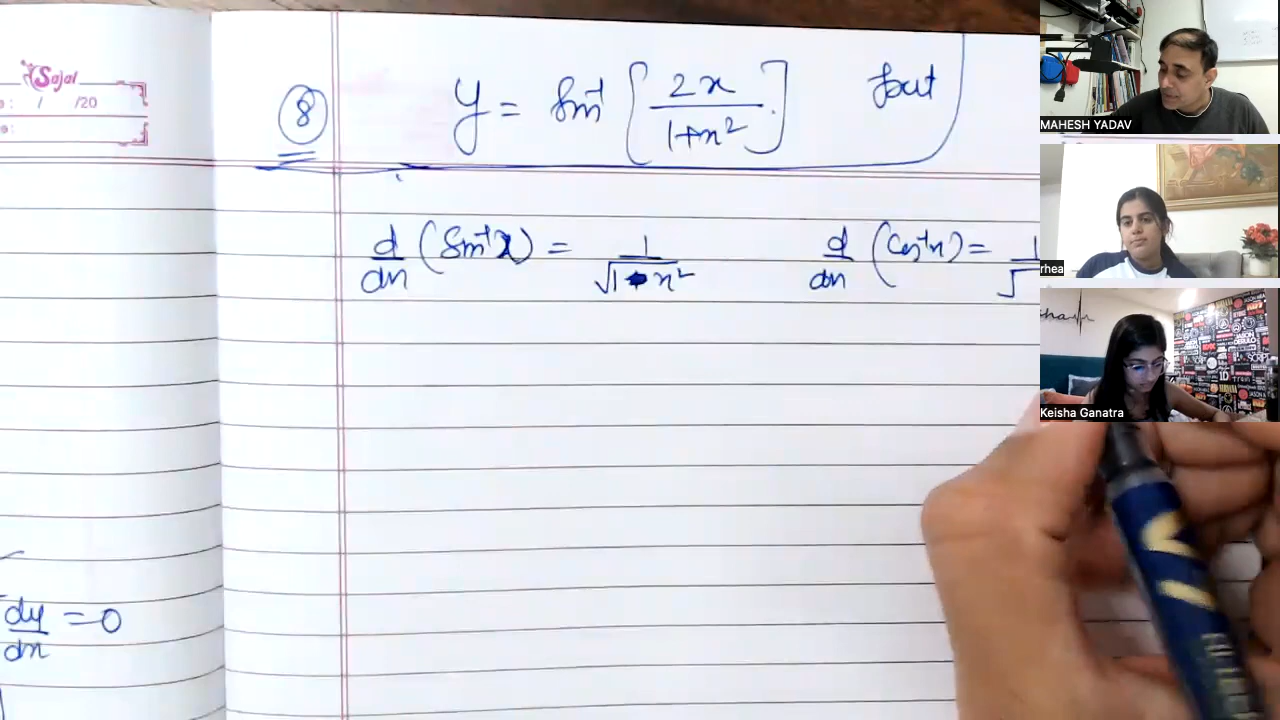 Sajal
/ /20
8
y = Sin⁻¹ [ 2x / 1+x² ]
d/dx (Sin⁻¹x) = 1/√1-x²
d/dx (Cos⁻¹x) = 1/√
dy/dx = 0
MAHESH YADAV
rhea
Keisha Ganatra